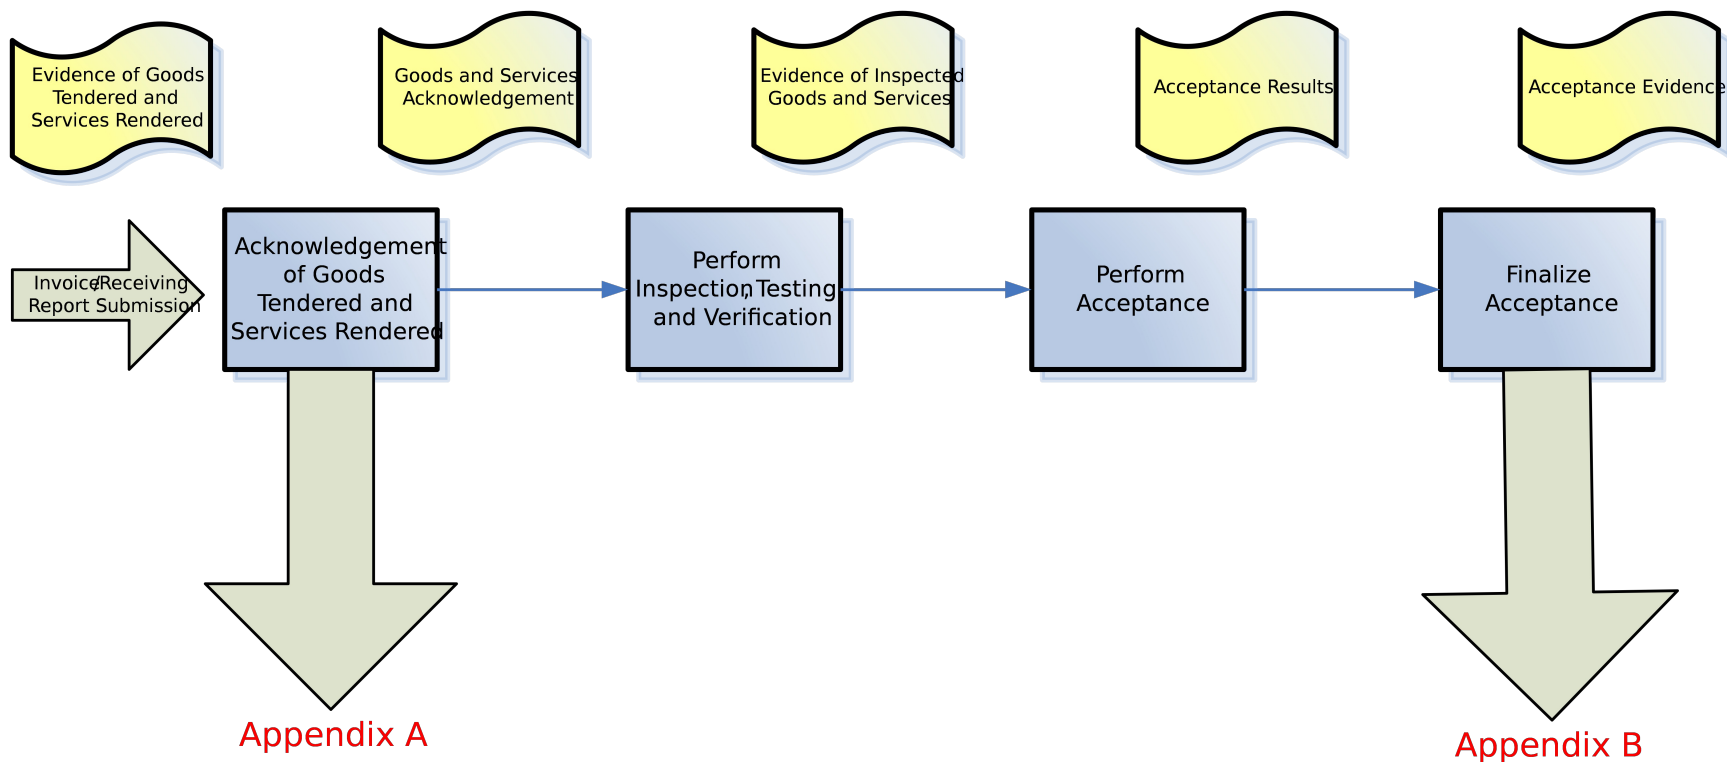 Evidence of Goods
Tendered and
Services Rendered
Goods and Services
Acknowledgement
Evidence of Inspected
Goods and Services
Acceptance Results
Acceptance Evidence
Invoice/Receiving
Report Submission
Acknowledgement
of Goods
Tendered and
Services Rendered
Perform
Inspection, Testing
and Verification
Perform
Acceptance
Finalize
Acceptance
Appendix A
Appendix B